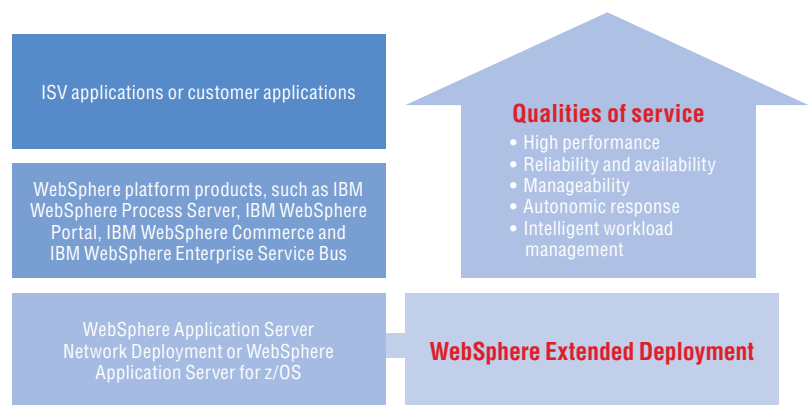 ISV applications or customer applications
WebSphere platform products, such as IBM
WebSphere Process Server, IBM WebSphere
Portal, IBM WebSphere Commerce and
IBM WebSphere Enterprise Service Bus
WebSphere Application Server
Network Deployment or WebSphere
Application Server for z/OS
Qualities of service
• High performance
• Reliability and availability
• Manageability
• Autonomic response
• Intelligent workload
management
WebSphere Extended Deployment